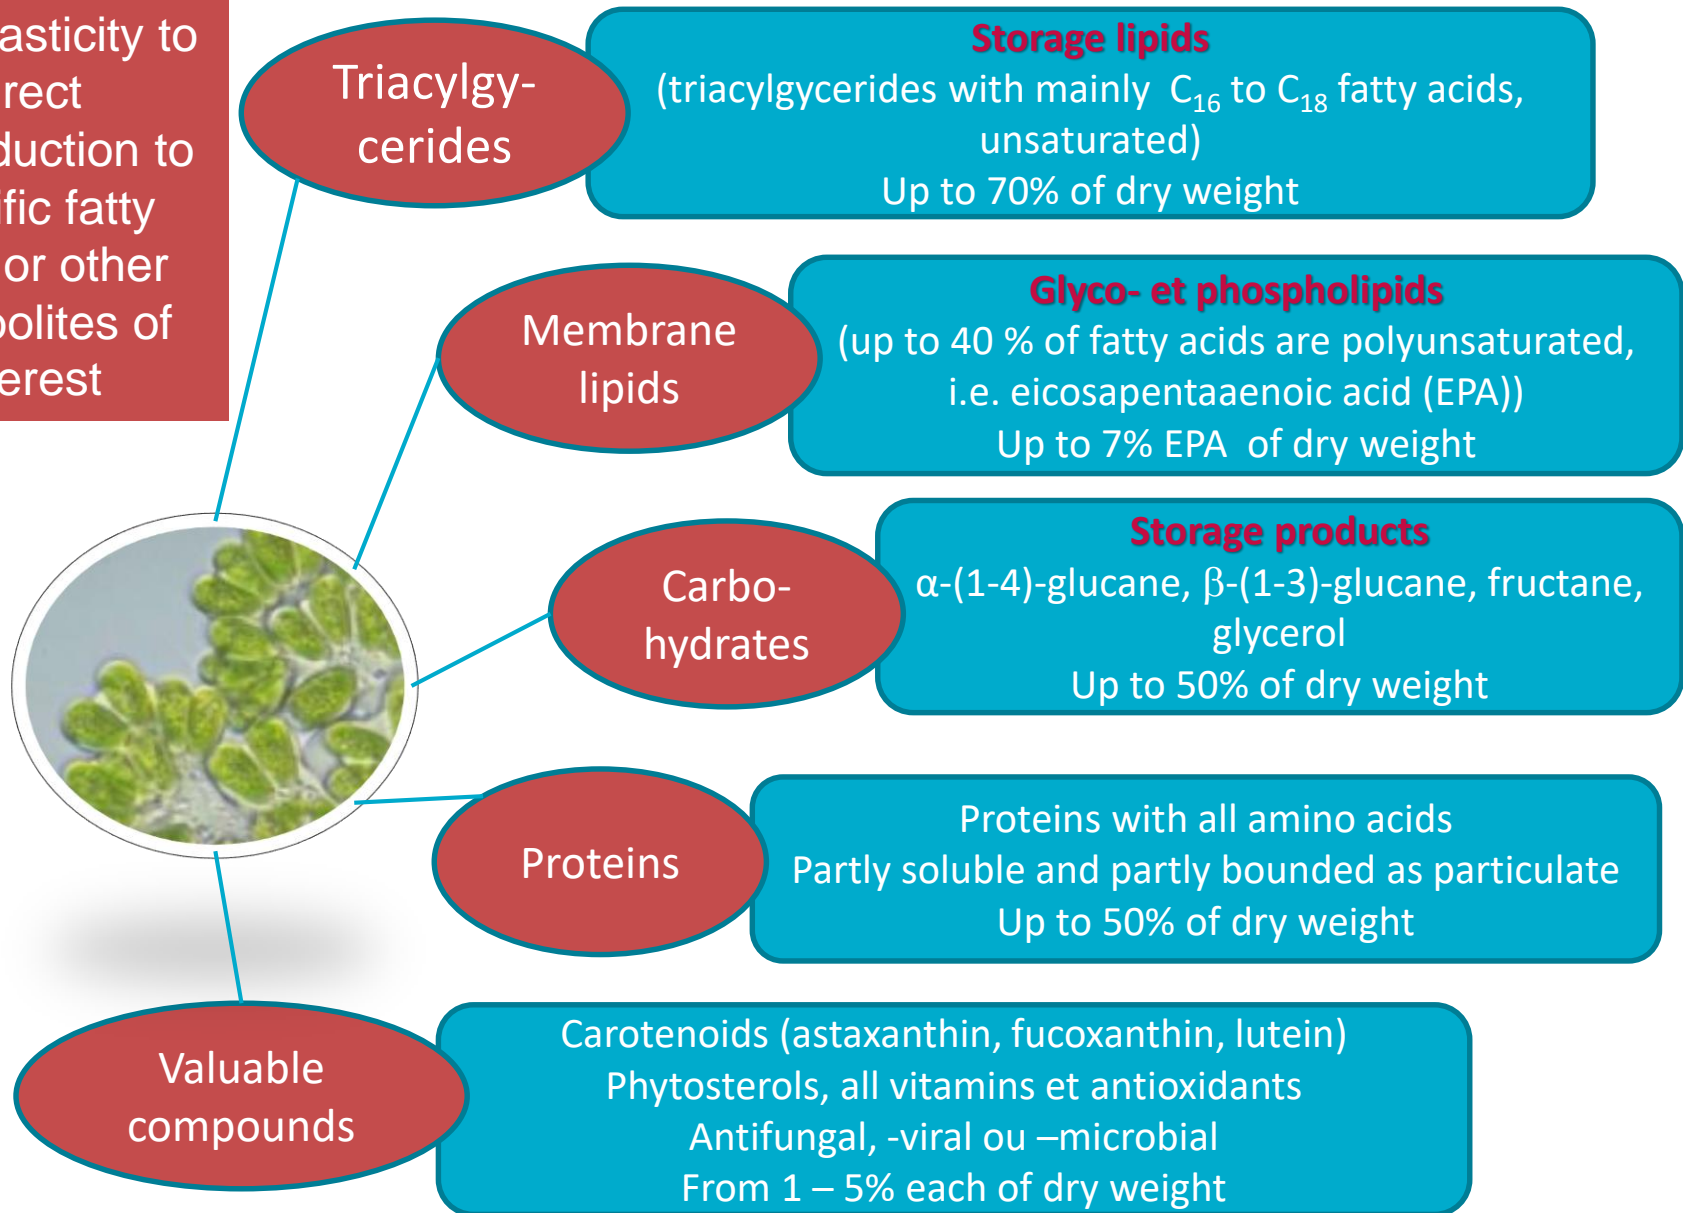 asticity to
rect
duction to
ific fatty
or other
polites of
erest
Triacylgy-
cerides
Storage lipids
(triacylgycerides with mainly C₁₆ to C₁₈ fatty acids,
unsaturated)
Up to 70% of dry weight
Membrane
lipids
Glyco- et phospholipids
(up to 40 % of fatty acids are polyunsaturated,
i.e. eicosapentaaenoic acid (EPA))
Up to 7% EPA of dry weight
Carbo-
hydrates
Storage products
α-(1-4)-glucane, β-(1-3)-glucane, fructane,
glycerol
Up to 50% of dry weight
Proteins
Proteins with all amino acids
Partly soluble and partly bounded as particulate
Up to 50% of dry weight
Valuable
compounds
Carotenoids (astaxanthin, fucoxanthin, lutein)
Phytosterols, all vitamins et antioxidants
Antifungal, -viral ou –microbial
From 1 – 5% each of dry weight